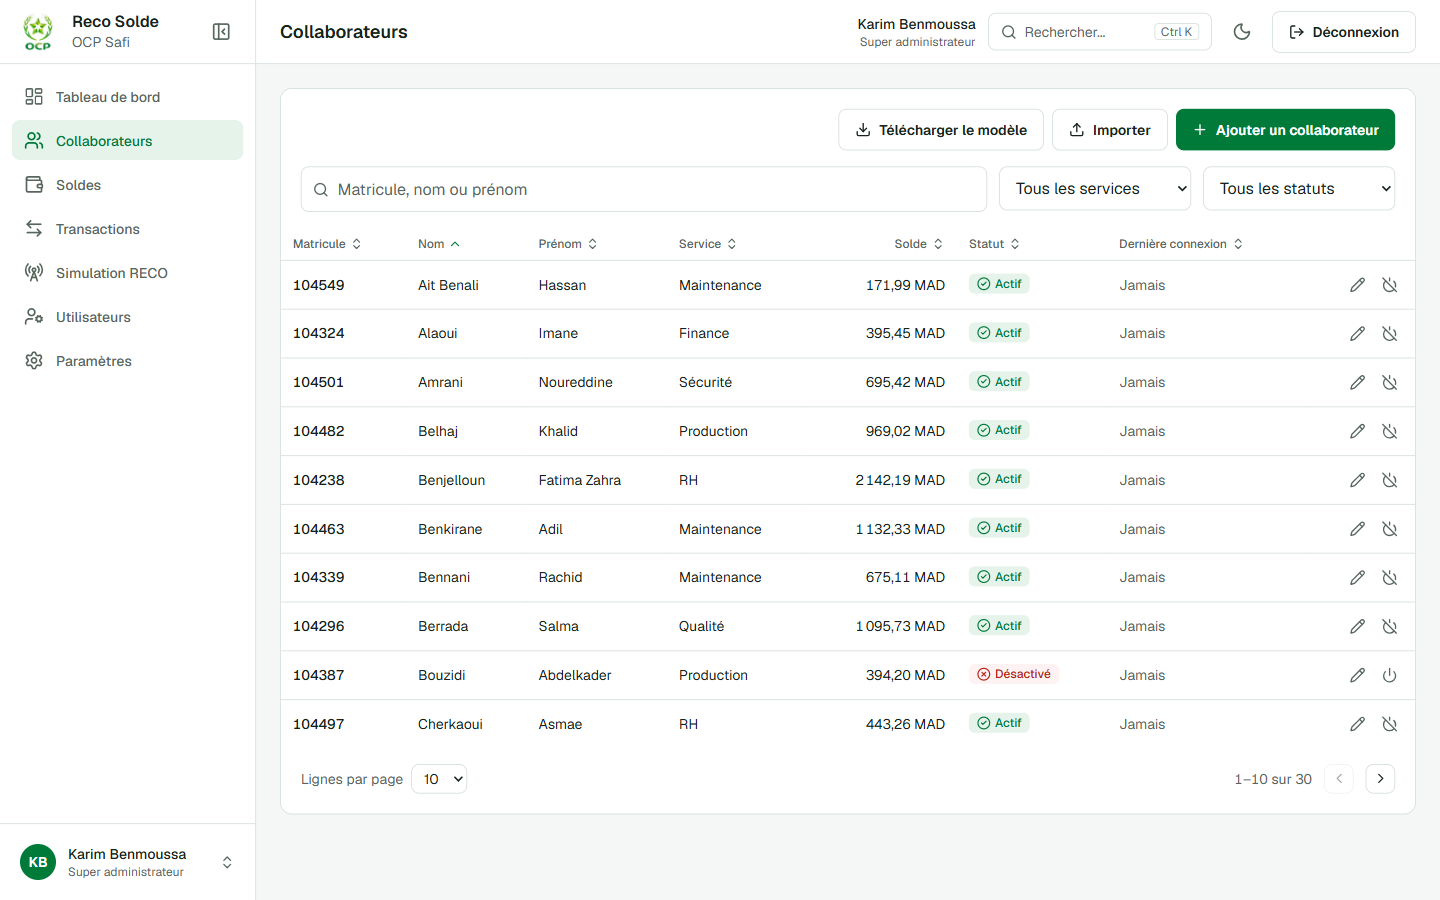 OCP
Reco Solde
OCP Safi
Collaborateurs
Karim Benmoussa
Super administrateur
Rechercher...
Ctrl K
Déconnexion
Tableau de bord
Collaborateurs
Soldes
Transactions
Simulation RECO
Utilisateurs
Paramètres
Télécharger le modèle
Importer
Ajouter un collaborateur
Matricule, nom ou prénom
Tous les services
Tous les statuts
Matricule Nom Prénom Service Solde Statut Dernière connexion
104549 Ait Benali Hassan Maintenance 171,99 MAD Actif Jamais
104324 Alaoui Imane Finance 395,45 MAD Actif Jamais
104501 Amrani Noureddine Sécurité 695,42 MAD Actif Jamais
104482 Belhaj Khalid Production 969,02 MAD Actif Jamais
104238 Benjelloun Fatima Zahra RH 2 142,19 MAD Actif Jamais
104463 Benkirane Adil Maintenance 1 132,33 MAD Actif Jamais
104339 Bennani Rachid Maintenance 675,11 MAD Actif Jamais
104296 Berrada Salma Qualité 1 095,73 MAD Actif Jamais
104387 Bouzidi Abdelkader Production 394,20 MAD Désactivé Jamais
104497 Cherkaoui Asmae RH 443,26 MAD Actif Jamais
Lignes par page 10
1–10 sur 30
KB
Karim Benmoussa
Super administrateur